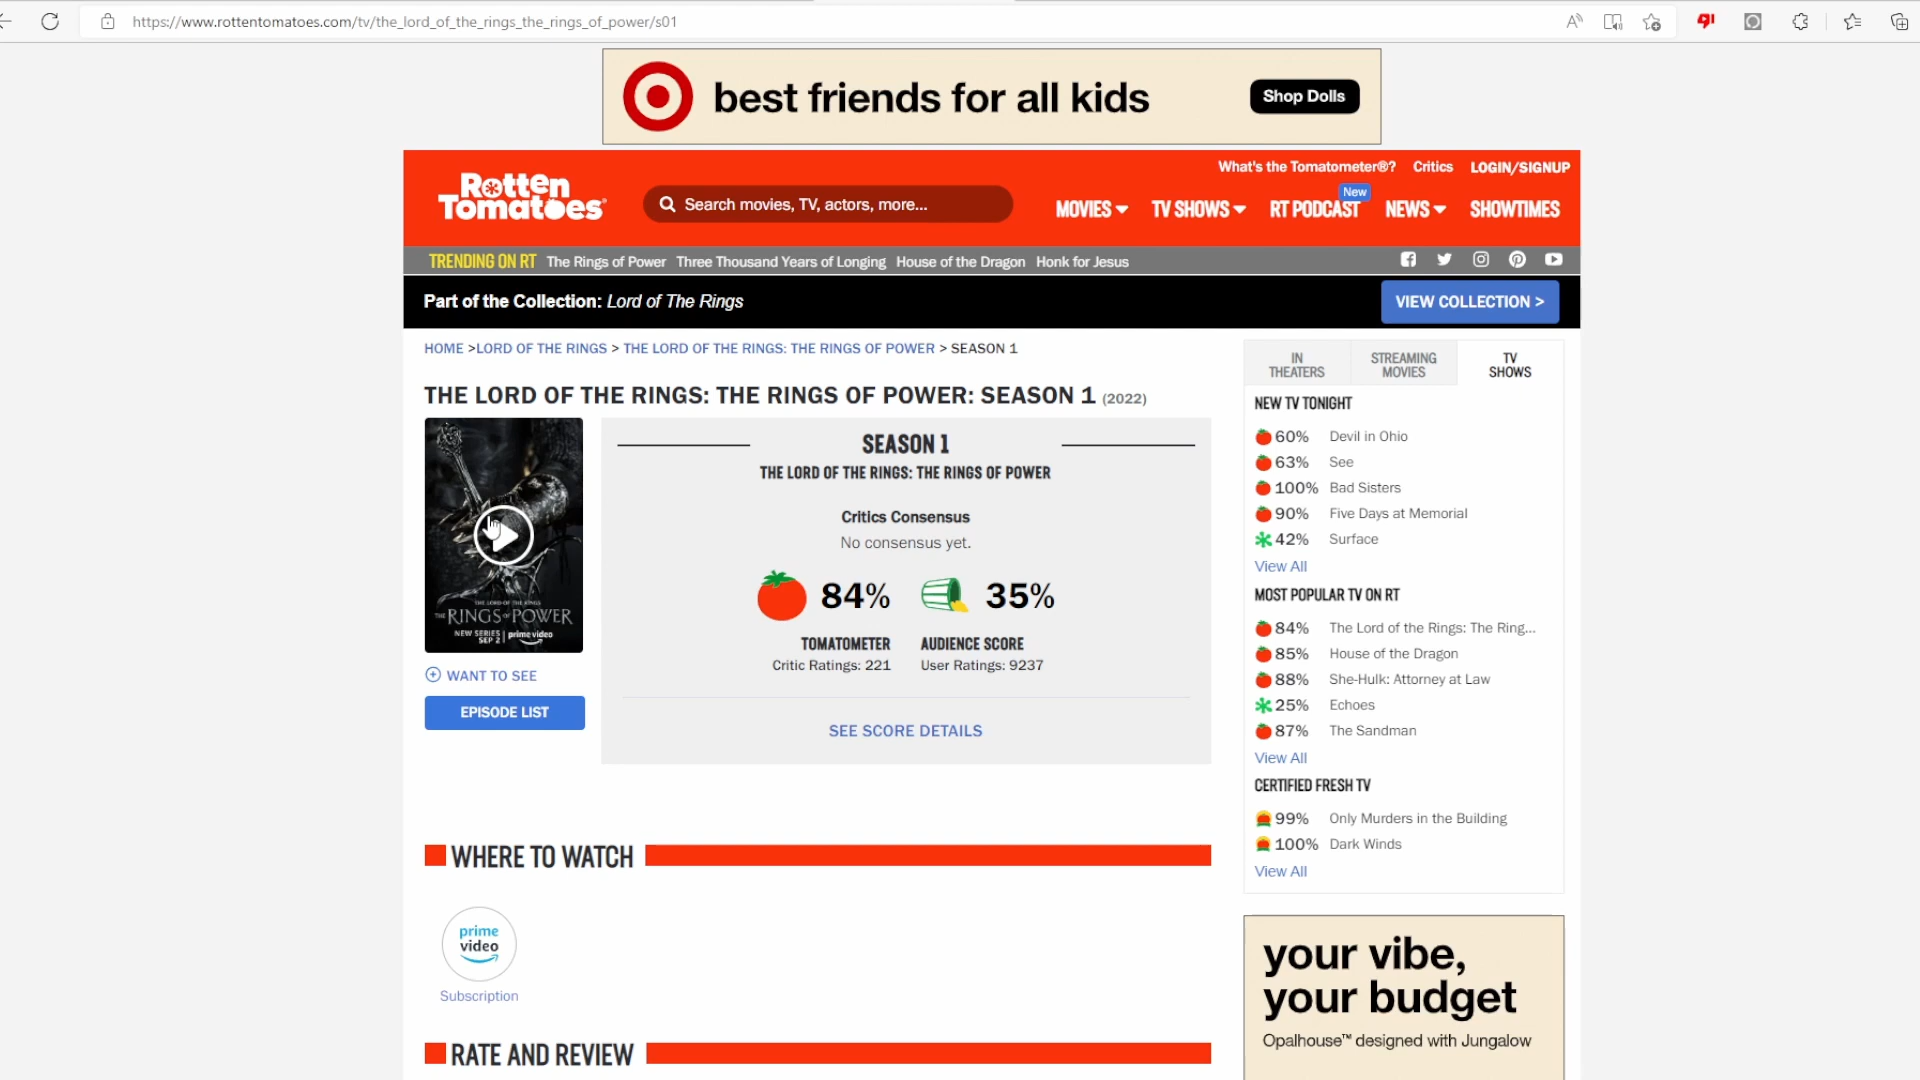 https://www.rottentomatoes.com/tv/the_lord_of_the_rings_the_rings_of_power/s01
best friends for all kids
Shop Dolls
What's the Tomatometer®? Critics LOGIN/SIGNUP
Rotten
Tomatoes
Search movies, TV, actors, more...
New
MOVIES TV SHOWS RT PODCAST NEWS SHOWTIMES
TRENDING ON RT The Rings of Power Three Thousand Years of Longing House of the Dragon Honk for Jesus
Part of the Collection: Lord of The Rings
VIEW COLLECTION >
HOME >LORD OF THE RINGS > THE LORD OF THE RINGS: THE RINGS OF POWER > SEASON 1
THE LORD OF THE RINGS: THE RINGS OF POWER: SEASON 1 (2022)
THE LORD OF THE RINGS
THE RINGS OF POWER
NEW SERIES SEP 2 | prime video
WANT TO SEE
EPISODE LIST
SEASON 1
THE LORD OF THE RINGS: THE RINGS OF POWER
Critics Consensus
No consensus yet.
84% 35%
TOMATOMETER AUDIENCE SCORE
Critic Ratings: 221 User Ratings: 9237
SEE SCORE DETAILS
WHERE TO WATCH
prime
video
Subscription
RATE AND REVIEW
IN THEATERS
STREAMING MOVIES
TV SHOWS
NEW TV TONIGHT
60% Devil in Ohio
63% See
100% Bad Sisters
90% Five Days at Memorial
42% Surface
View All
MOST POPULAR TV ON RT
84% The Lord of the Rings: The Ring...
85% House of the Dragon
88% She-Hulk: Attorney at Law
25% Echoes
87% The Sandman
View All
CERTIFIED FRESH TV
99% Only Murders in the Building
100% Dark Winds
View All
your vibe,
your budget
Opalhouse™ designed with Jungalow